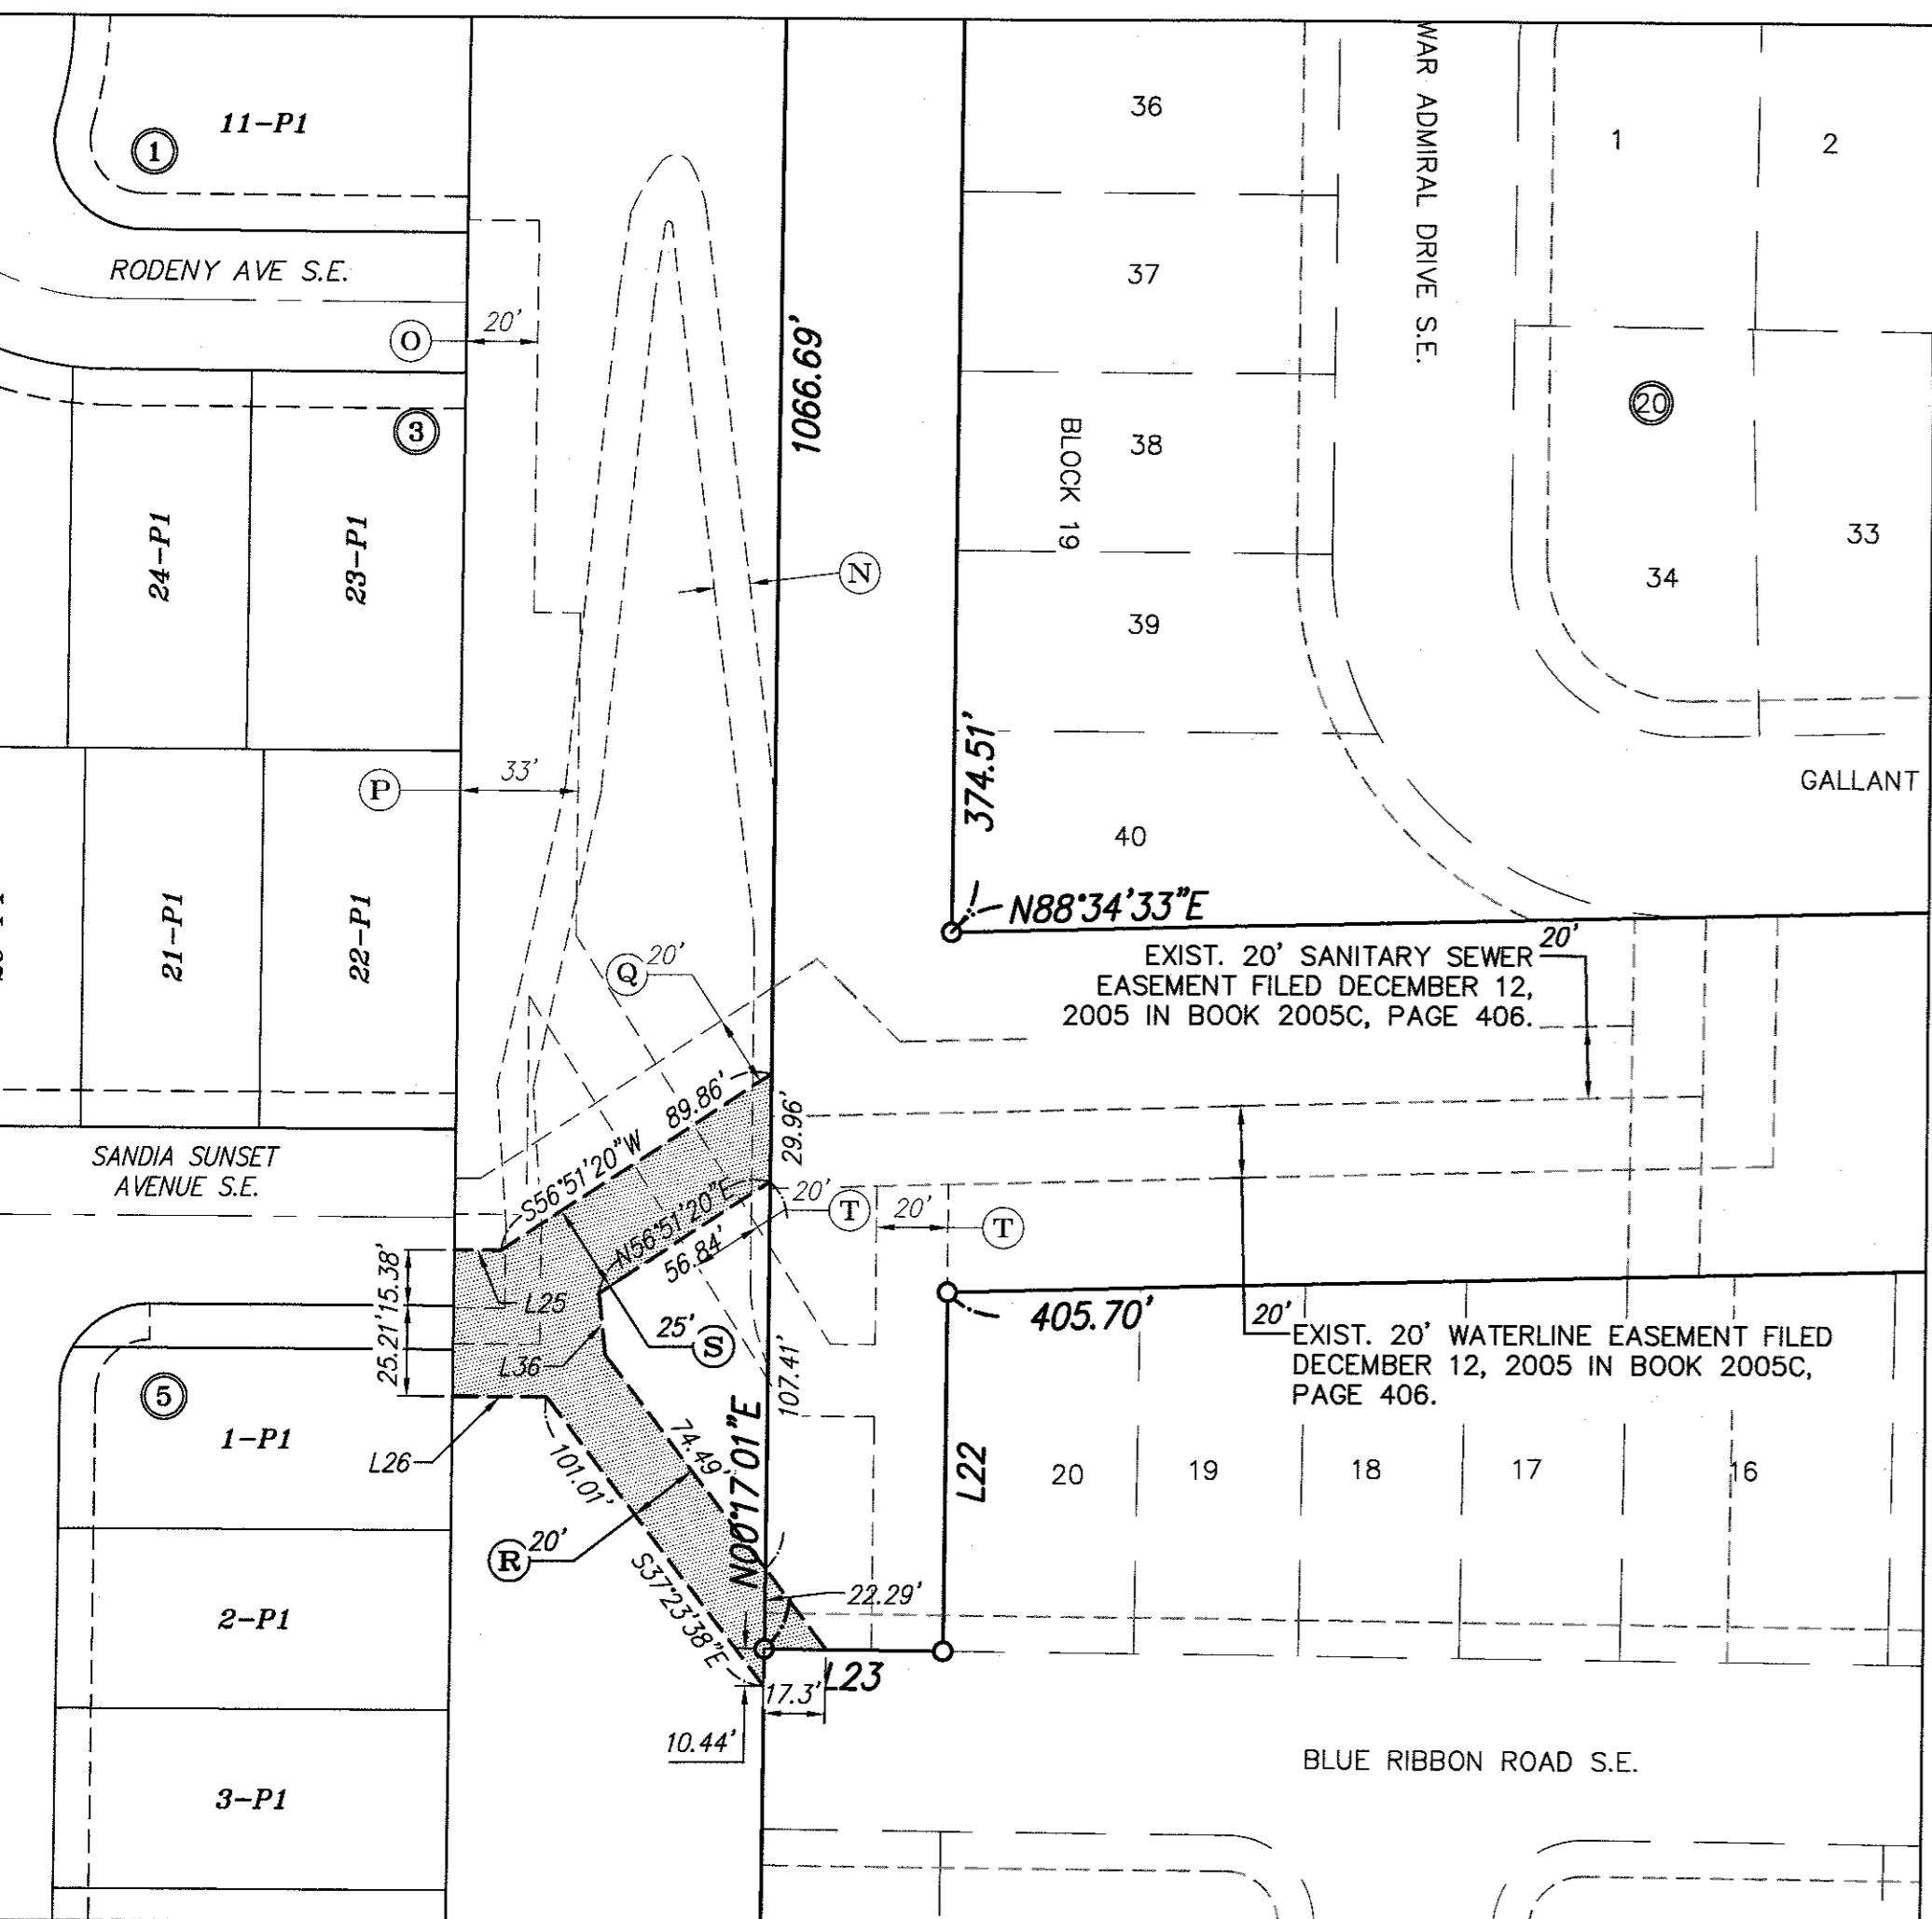 11-P1
1
RODENY AVE S.E.
O
20'
3
24-P1
23-P1
1066.69'
N
36
37
BLOCK 19
38
39
40
WAR ADMIRAL DRIVE S.E.
1
2
20
34
33
GALLANT
374.51'
N88°34'33"E
P
33'
21-P1
22-P1
Q
20'
EXIST. 20' SANITARY SEWER
EASEMENT FILED DECEMBER 12,
2005 IN BOOK 2005C, PAGE 406.
20'
SANDIA SUNSET
AVENUE S.E.
89.86'
S56°51'20"W
29.96'
N56°51'20"E
56.84'
20'
T
20'
T
15.38'
25.21'
L25
L36
25'
S
405.70'
20'
EXIST. 20' WATERLINE EASEMENT FILED
DECEMBER 12, 2005 IN BOOK 2005C,
PAGE 406.
5
1-P1
L26
101.01'
74.49'
N00°17'01"E
107.41'
L22
20
19
18
17
16
R
20'
S37°23'38"E
22.29'
2-P1
L23
17.3'
10.44'
3-P1
BLUE RIBBON ROAD S.E.